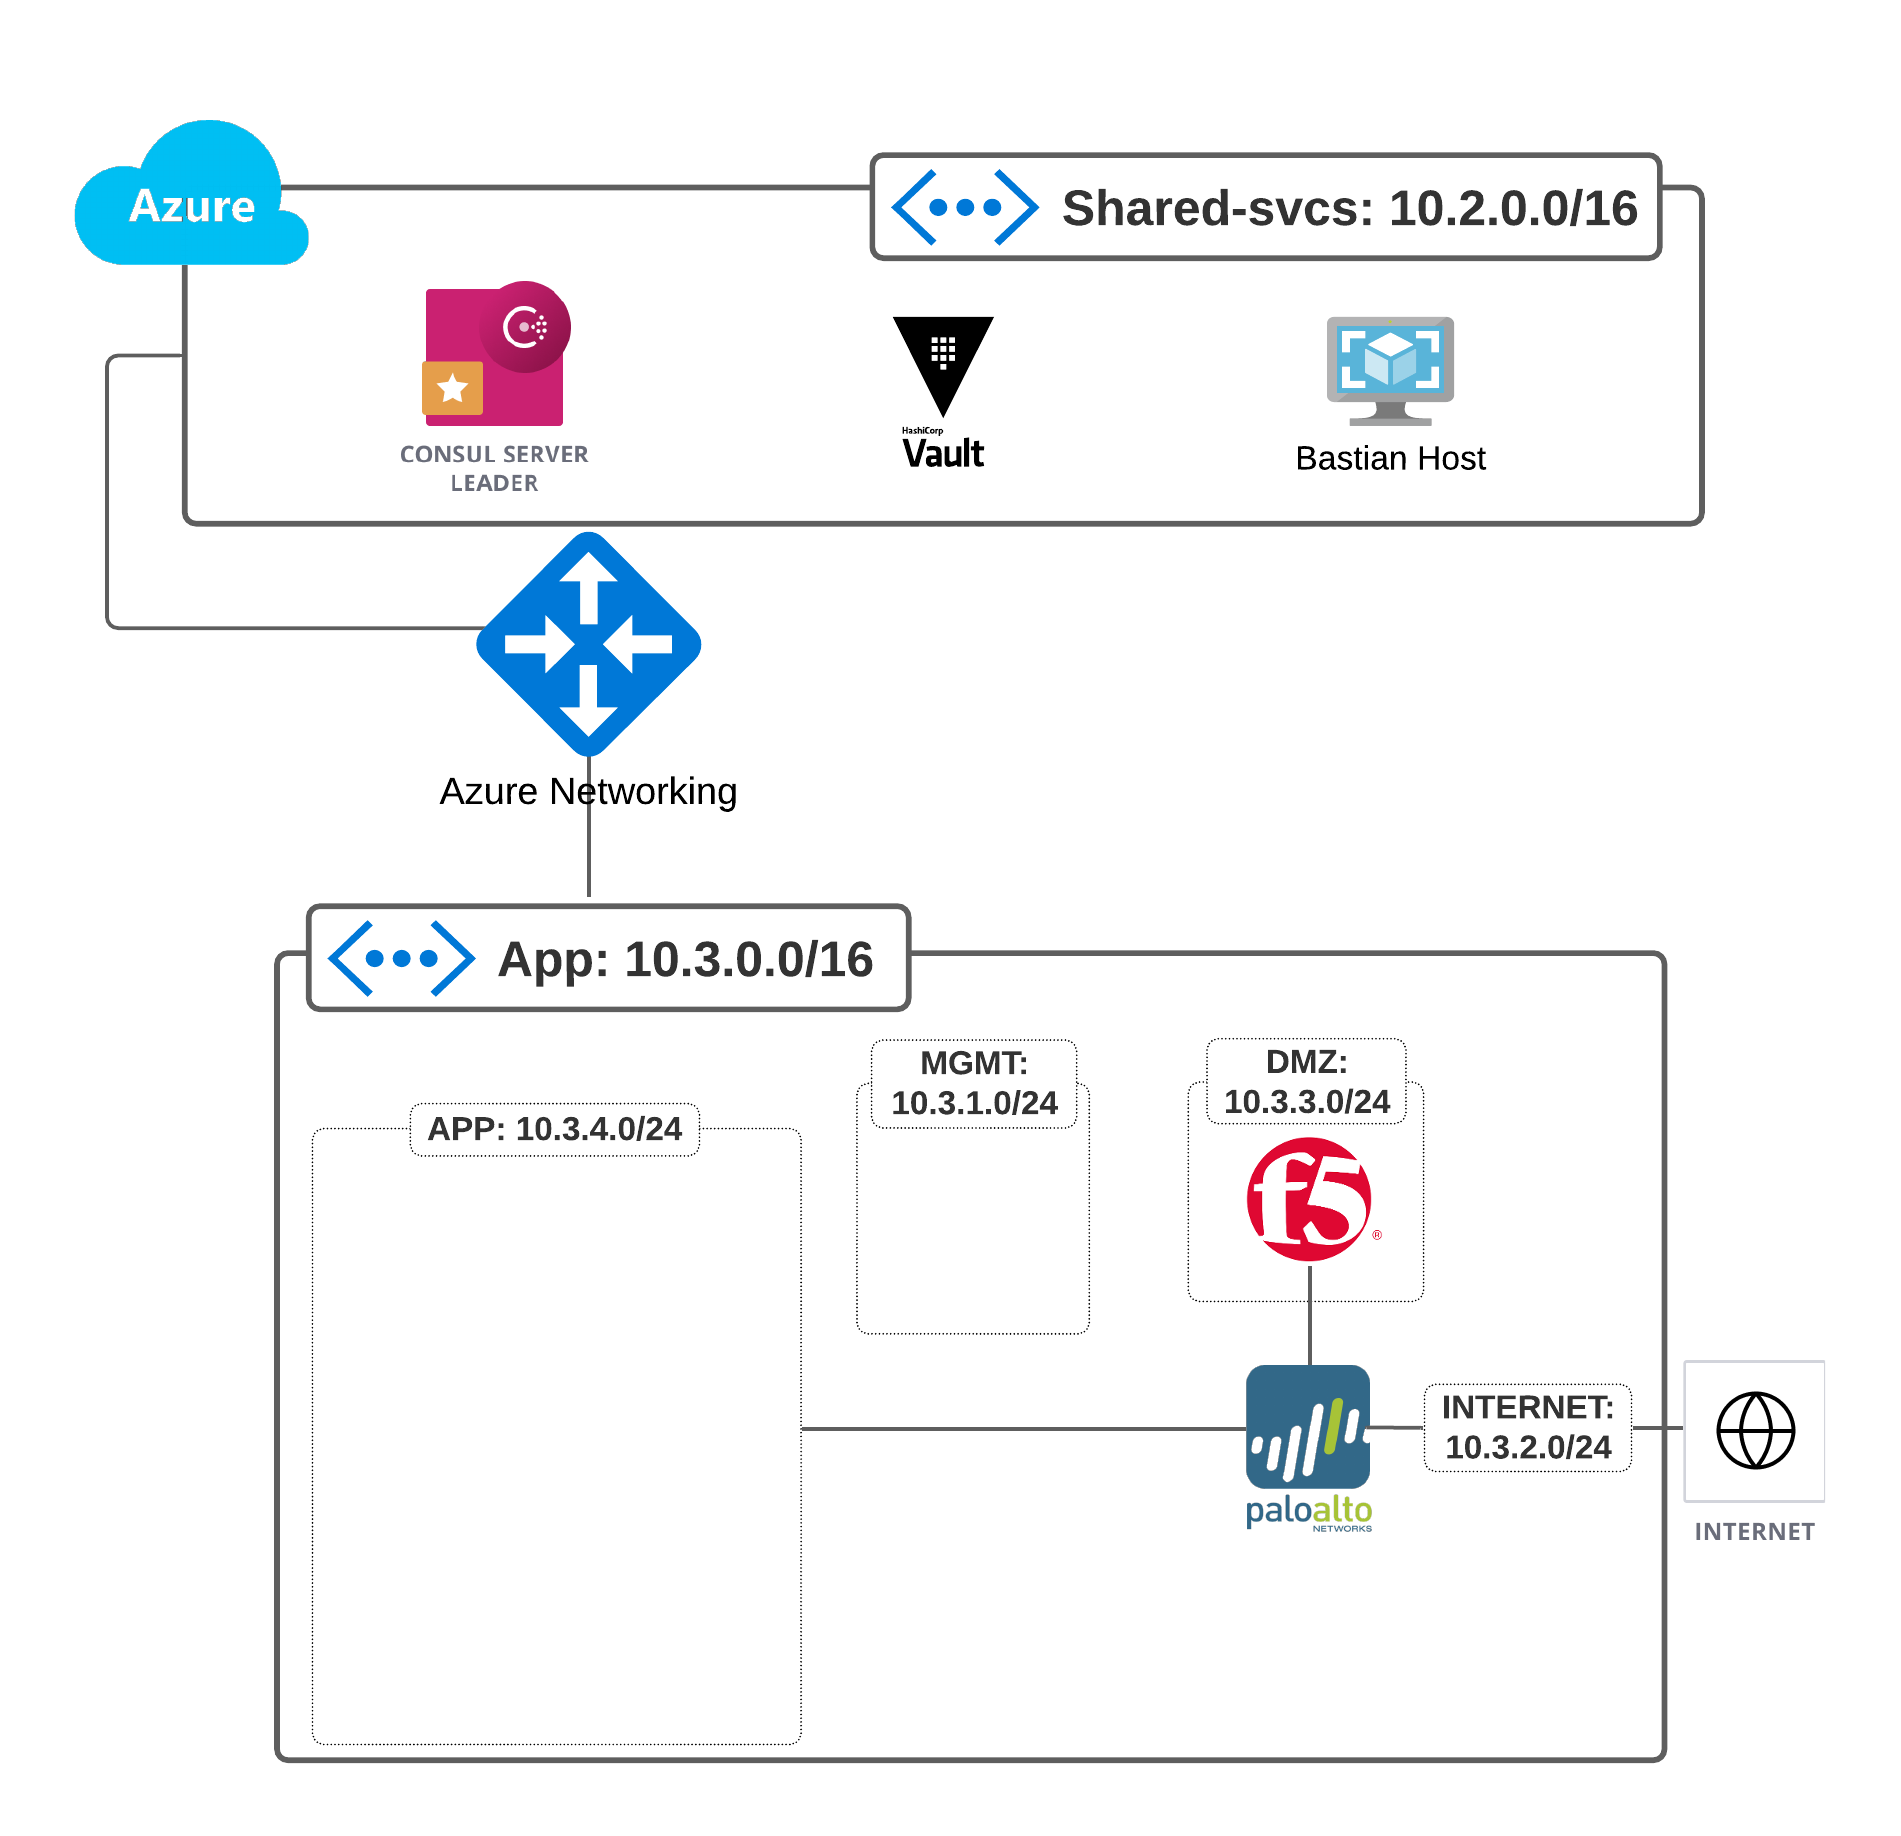 Azure
Shared-svcs: 10.2.0.0/16
CONSUL SERVER
LEADER
HashiCorp
Vault
Bastian Host
Azure Networking
App: 10.3.0.0/16
MGMT:
10.3.1.0/24
DMZ:
10.3.3.0/24
APP: 10.3.4.0/24
f5®
INTERNET:
10.3.2.0/24
paloalto
NETWORKS
INTERNET